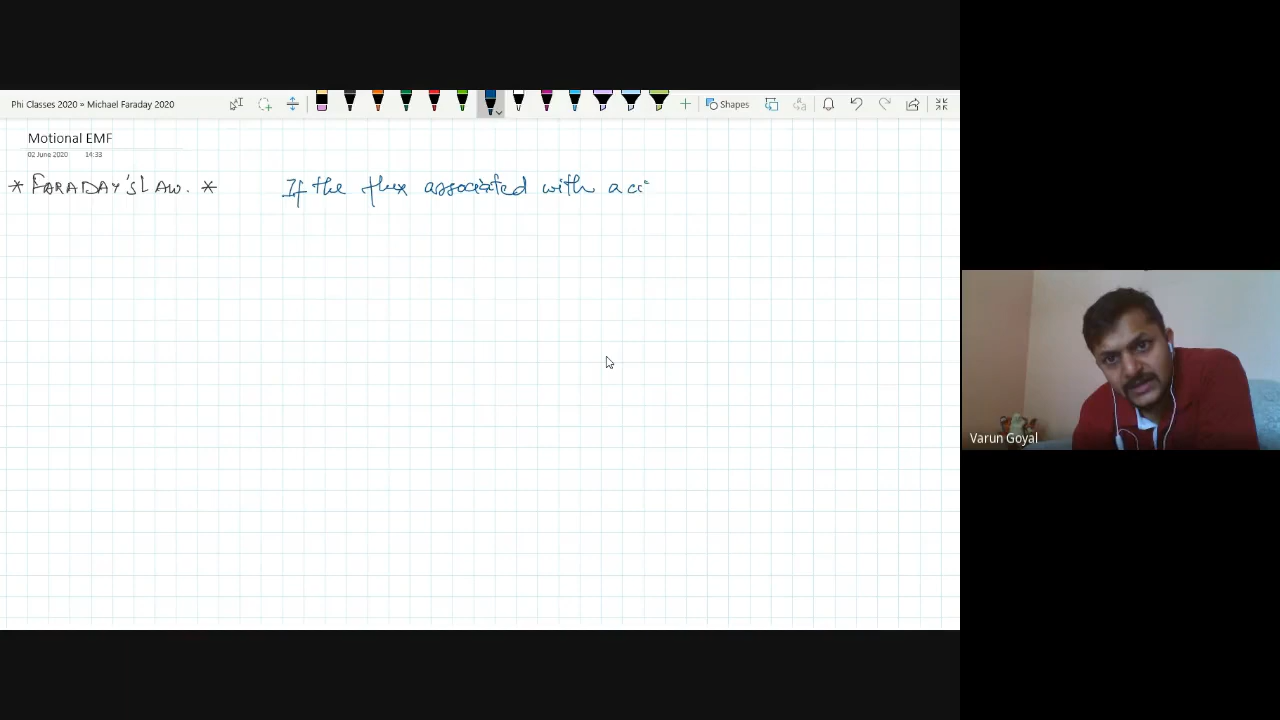 Phi Classes 2020 » Michael Faraday 2020
Shapes
Motional EMF
02 June 2020 14:33
* FARADAY'S LAW. * If the flux associated with a ci
Varun Goyal